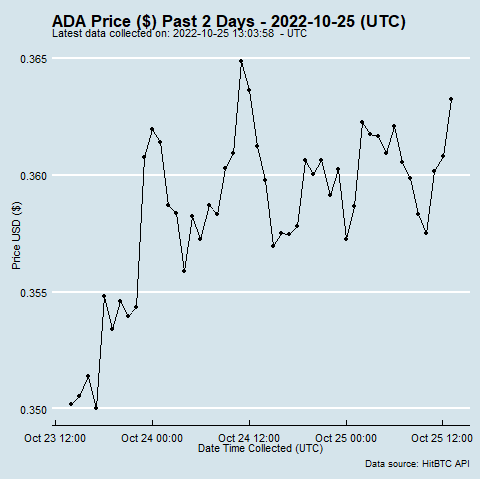 ADA Price ($) Past 2 Days - 2022-10-25 (UTC)
Latest data collected on: 2022-10-25 13:03:58 - UTC
0.365
0.360
0.355
0.350
Price USD ($)
Oct 23 12:00 Oct 24 00:00 Oct 24 12:00 Oct 25 00:00 Oct 25 12:00
Date Time Collected (UTC)
Data source: HitBTC API